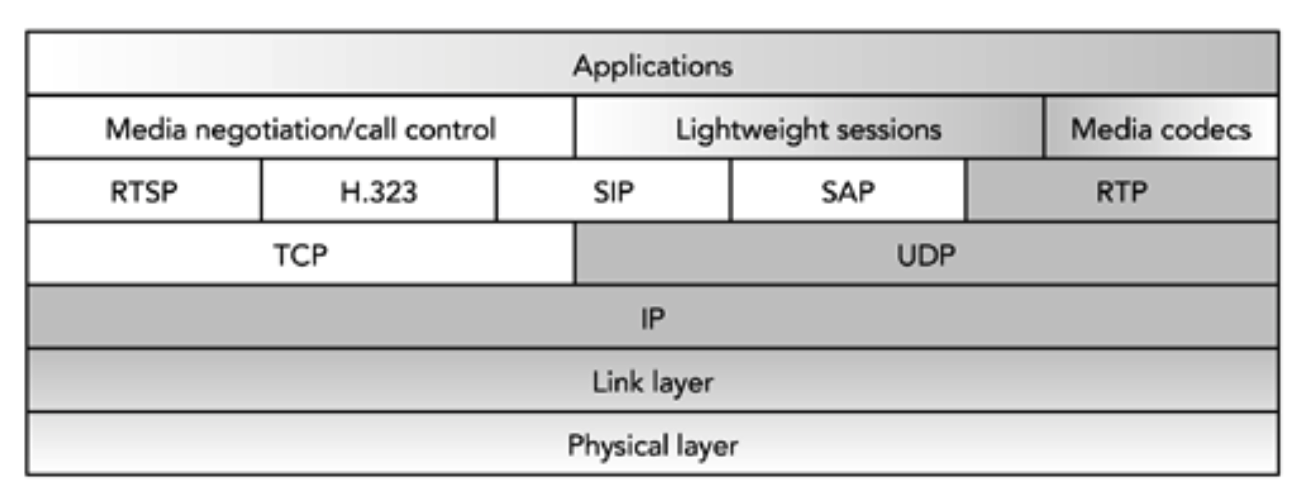 Applications
Media negotiation/call control
Lightweight sessions
Media codecs
RTSP
H.323
SIP
SAP
RTP
TCP
UDP
IP
Link layer
Physical layer